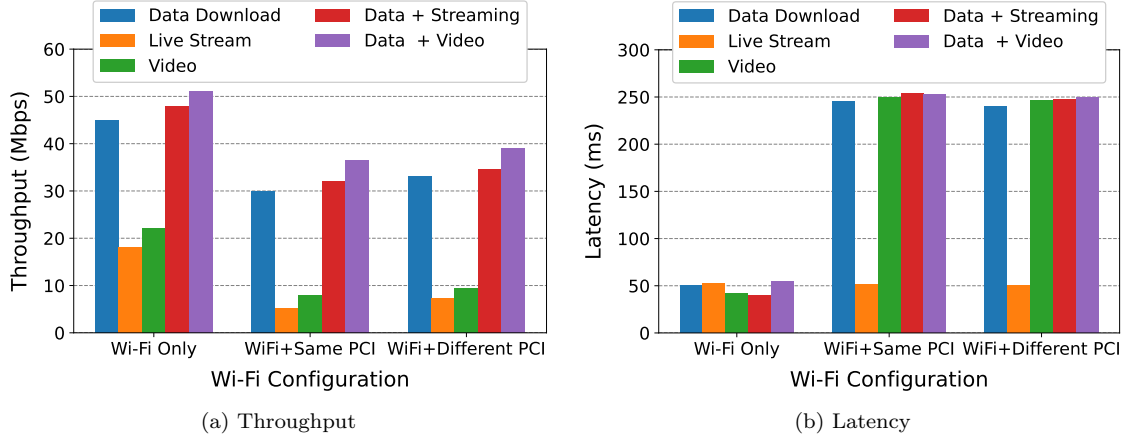 Data Download
Live Stream
Video
Data + Streaming
Data  + Video
60
50
40
30
20
10
0
Throughput (Mbps)
Wi-Fi Only
WiFi+Same PCI
WiFi+Different PCI
Wi-Fi Configuration
(a) Throughput
Data Download
Live Stream
Video
Data + Streaming
Data  + Video
300
250
200
150
100
50
0
Latency (ms)
Wi-Fi Only
WiFi+Same PCI
WiFi+Different PCI
Wi-Fi Configuration
(b) Latency